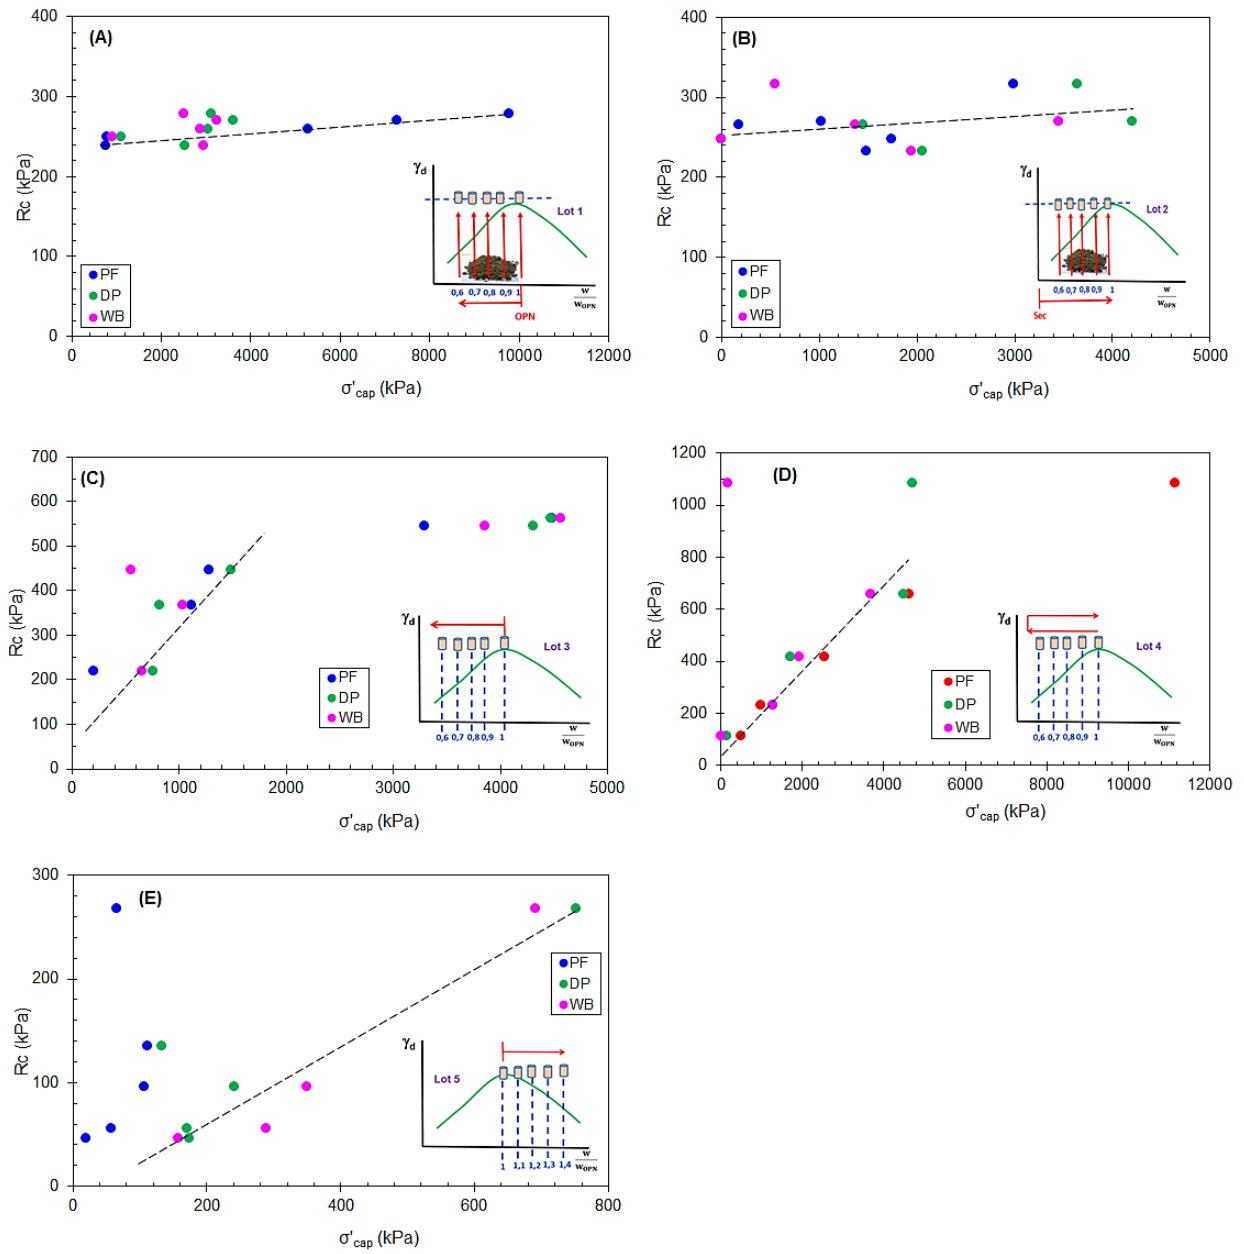 (A)
400
300
200
100
0
Rc (kPa)
PF
DP
WB
γd
Lot 1
0,6 0,7 0,8 0,9 1
w
wOPN
OPN
0 2000 4000 6000 8000 10000 12000
σ'cap (kPa)
(B)
400
300
200
100
0
Rc (kPa)
PF
DP
WB
γd
Lot 2
0,6 0,7 0,8 0,9 1
w
wOPN
Sec
0 1000 2000 3000 4000 5000
σ'cap (kPa)
(C)
700
600
500
400
300
200
100
0
Rc (kPa)
PF
DP
WB
γd
Lot 3
0,6 0,7 0,8 0,9 1
w
wOPN
0 1000 2000 3000 4000 5000
σ'cap (kPa)
(D)
1200
1000
800
600
400
200
0
Rc (kPa)
PF
DP
WB
γd
Lot 4
0,6 0,7 0,8 0,9 1
w
wOPN
0 2000 4000 6000 8000 10000 12000
σ'cap (kPa)
(E)
300
200
100
0
Rc (kPa)
PF
DP
WB
γd
Lot 5
1 1,1 1,2 1,3 1,4
w
wOPN
0 200 400 600 800
σ'cap (kPa)